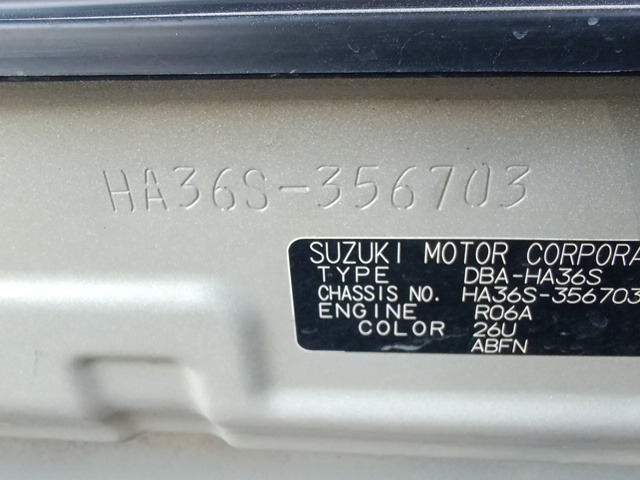 HA36S-356703
SUZUKI MOTOR CORPORA
TYPE DBA-HA36S
CHASSIS NO. HA36S-356703
ENGINE R06A
COLOR 26U
ABFN